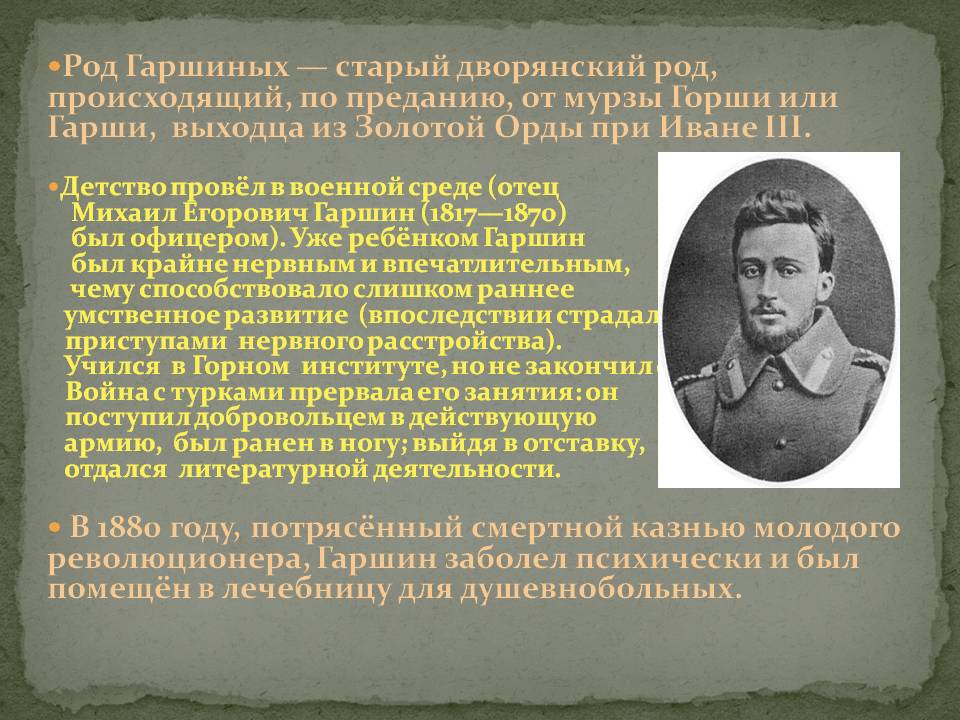 •Род Гаршиных — старый дворянский род,
происходящий, по преданию, от мурзы Горши или
Гарши, выходца из Золотой Орды при Иване III.
•Детство провёл в военной среде (отец
Михаил Егорович Гаршин (1817—1870)
был офицером). Уже ребёнком Гаршин
был крайне нервным и впечатлительным,
чему способствовало слишком раннее
умственное развитие (впоследствии страдал
приступами нервного расстройства).
Учился в Горном институте, но не закончил
Война с турками прервала его занятия: он
поступил добровольцем в действующую
армию, был ранен в ногу; выйдя в отставку,
отдался литературной деятельности.
• В 1880 году, потрясённый смертной казнью молодого
революционера, Гаршин заболел психически и был
помещён в лечебницу для душевнобольных.